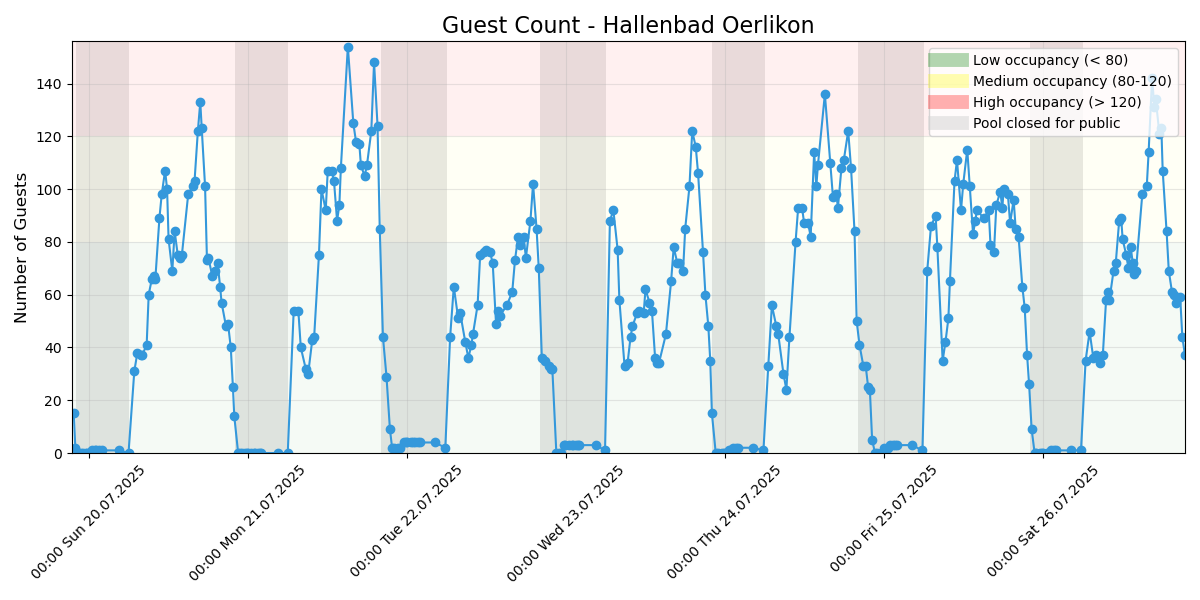 Guest Count - Hallenbad Oerlikon
Number of Guests
140
120
100
80
60
40
20
0
Low occupancy (< 80)
Medium occupancy (80-120)
High occupancy (> 120)
Pool closed for public
00:00 Sun 20.07.2025
00:00 Mon 21.07.2025
00:00 Tue 22.07.2025
00:00 Wed 23.07.2025
00:00 Thu 24.07.2025
00:00 Fri 25.07.2025
00:00 Sat 26.07.2025